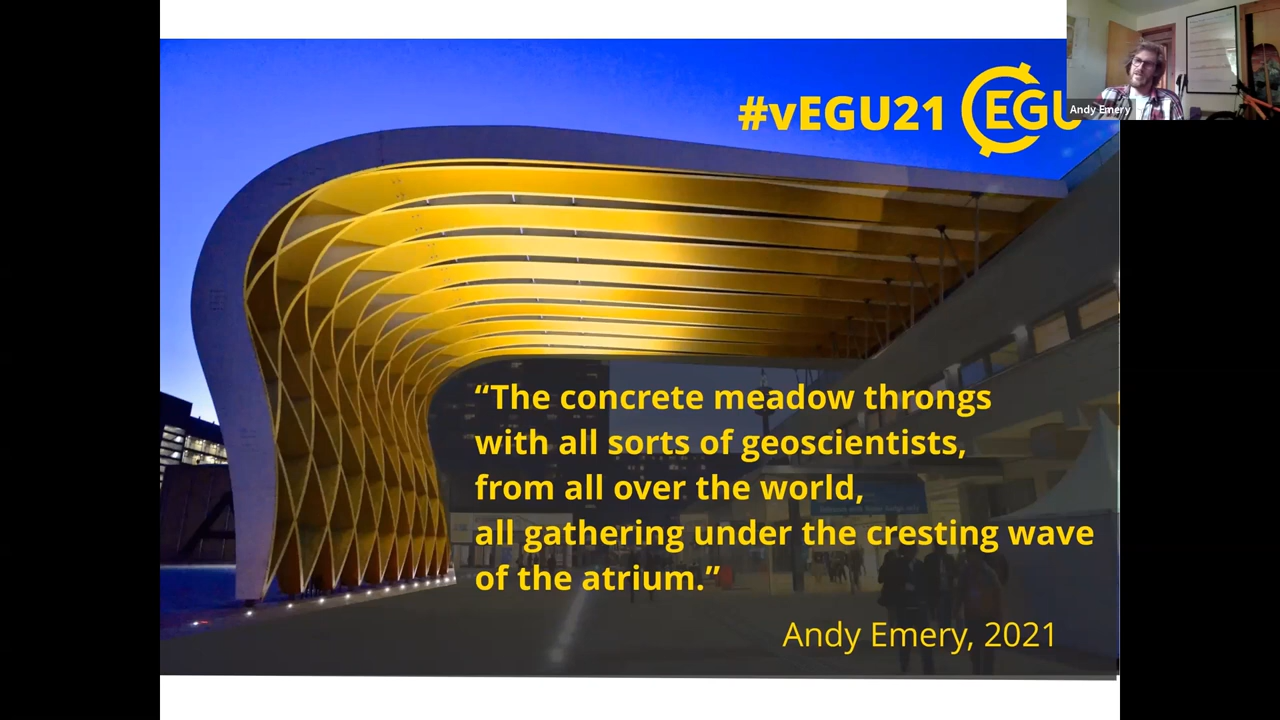 #vEGU21 EGU
Andy Emery
“The concrete meadow throngs
with all sorts of geoscientists,
from all over the world,
all gathering under the cresting wave
of the atrium.”
Andy Emery, 2021